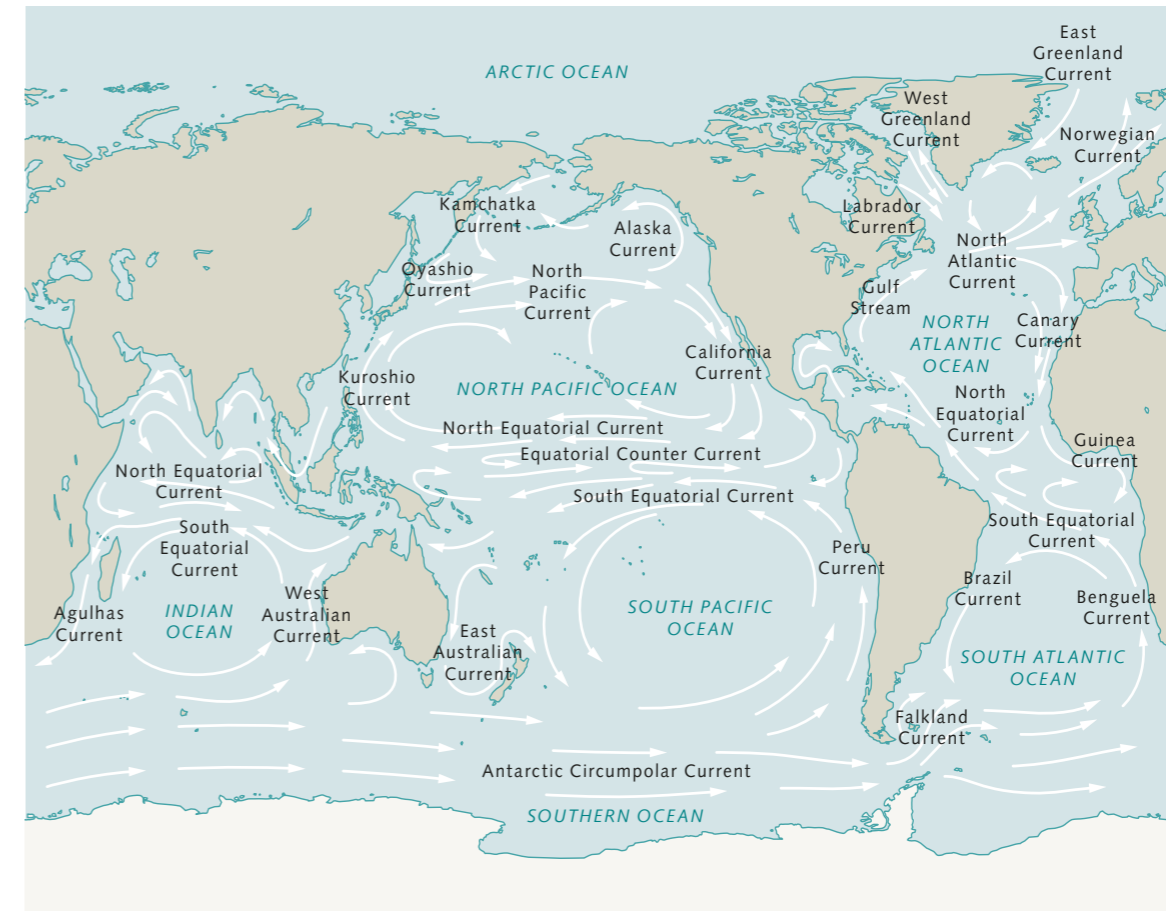 East
Greenland
Current
ARCTIC OCEAN
West
Greenland
Current
Norwegian
Current
Kamchatka
Current
Alaska
Current
Labrador
Current
North
Atlantic
Current
Oyashio
Current
North
Pacific
Current
Gulf
Stream
NORTH
ATLANTIC
OCEAN
Canary
Current
California
Current
Kuroshio
Current
NORTH PACIFIC OCEAN
North
Equatorial
Current
North Equatorial Current
Guinea
Current
Equatorial Counter Current
North Equatorial
Current
South Equatorial Current
South
Equatorial
Current
South Equatorial
Current
Peru
Current
Brazil
Current
Benguela
Current
Agulhas
Current
INDIAN
OCEAN
West
Australian
Current
East
Australian
Current
SOUTH PACIFIC
OCEAN
SOUTH ATLANTIC
OCEAN
Falkland
Current
Antarctic Circumpolar Current
SOUTHERN OCEAN